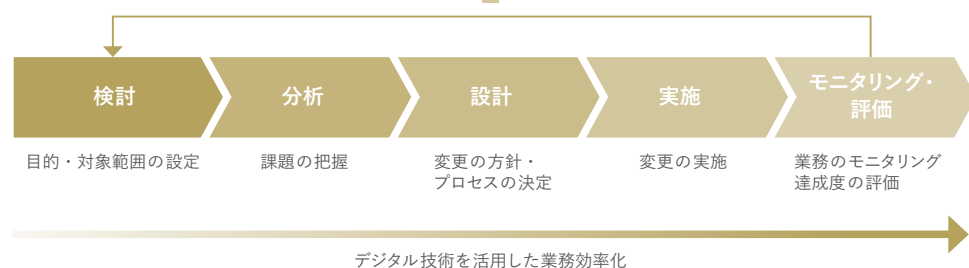 検討
分析
設計
実施
モニタリング・
評価
目的・対象範囲の設定
課題の把握
変更の方針・
プロセスの決定
変更の実施
業務のモニタリング
達成度の評価
デジタル技術を活用した業務効率化